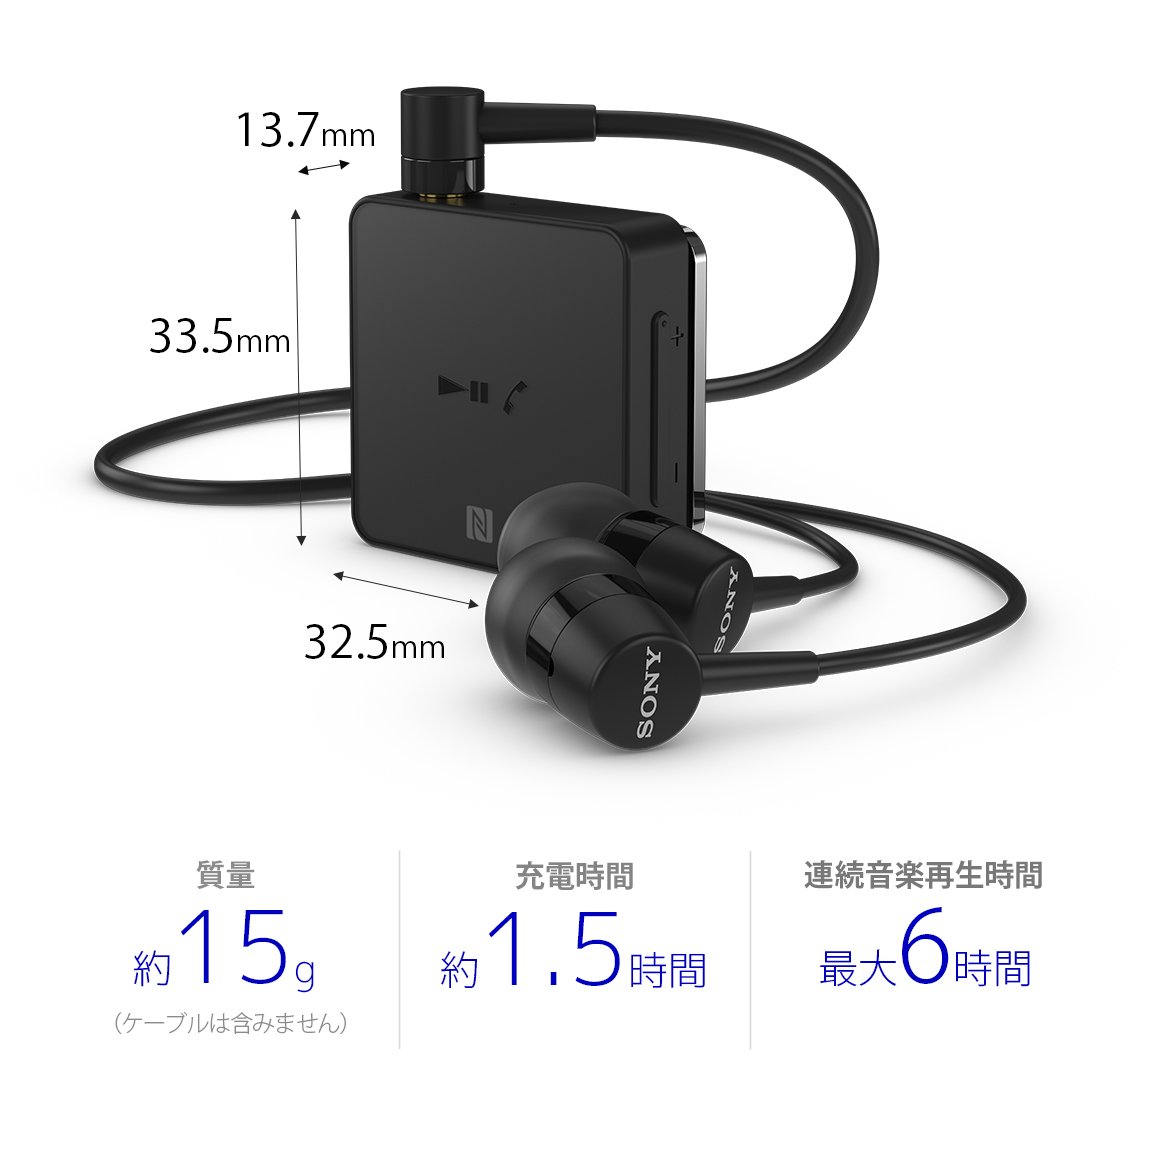 13.7mm
33.5mm
32.5mm
+
−
SONY
SONY
質量
約15g
（ケーブルは含みません）
充電時間
約1.5時間
連続音楽再生時間
最大6時間